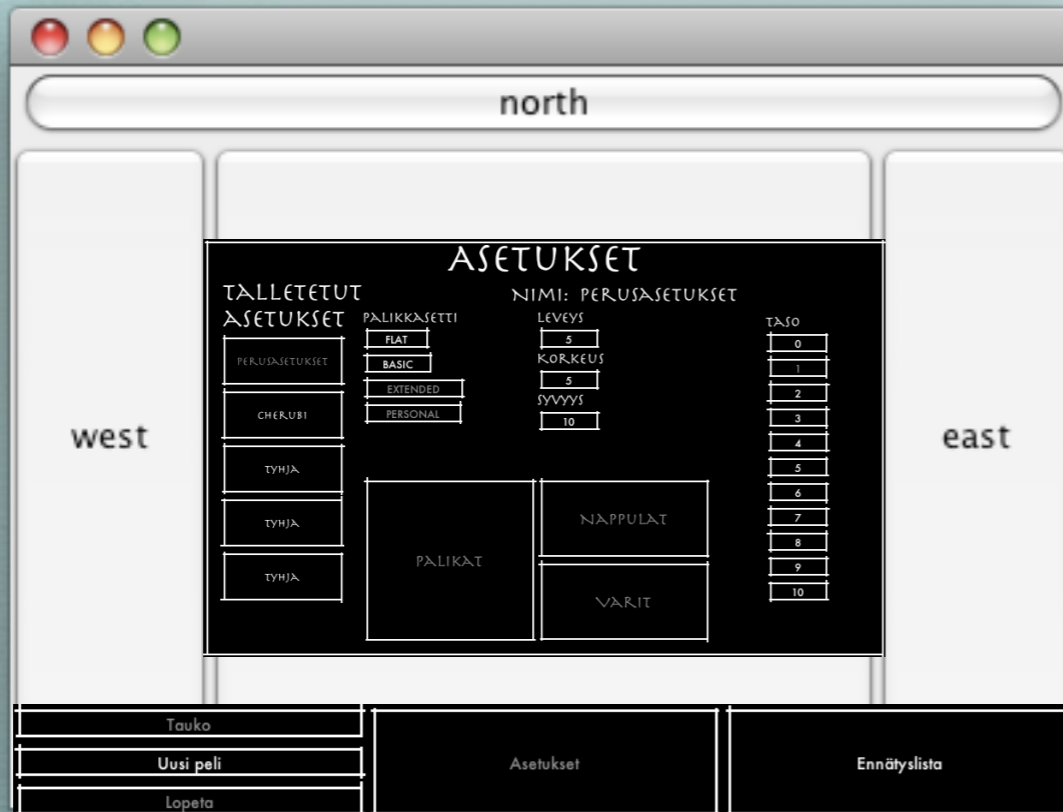 north
west
east
ASETUKSET
TALLETETUT
ASETUKSET
PERUSASETUKSET
CHERUBI
TYHJA
TYHJA
TYHJA
NIMI: PERUSASETUKSET
PALIKKASETTI
FLAT
BASIC
EXTENDED
PERSONAL
LEVEYS
5
KORKEUS
5
SYVYYS
10
TASO
0
1
2
3
4
5
6
7
8
9
10
PALIKAT
NAPPULAT
VARIT
Tauko
Uusi peli
Lopeta
Asetukset
Ennätyslista